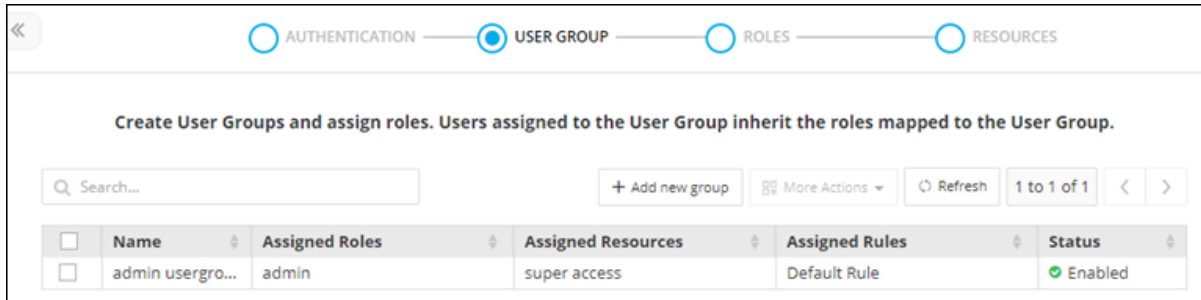 AUTHENTICATION USER GROUP ROLES RESOURCES
Create User Groups and assign roles. Users assigned to the User Group inherit the roles mapped to the User Group.
Search... + Add new group More Actions Refresh 1 to 1 of 1
Name Assigned Roles Assigned Resources Assigned Rules Status
admin usergro... admin super access Default Rule Enabled